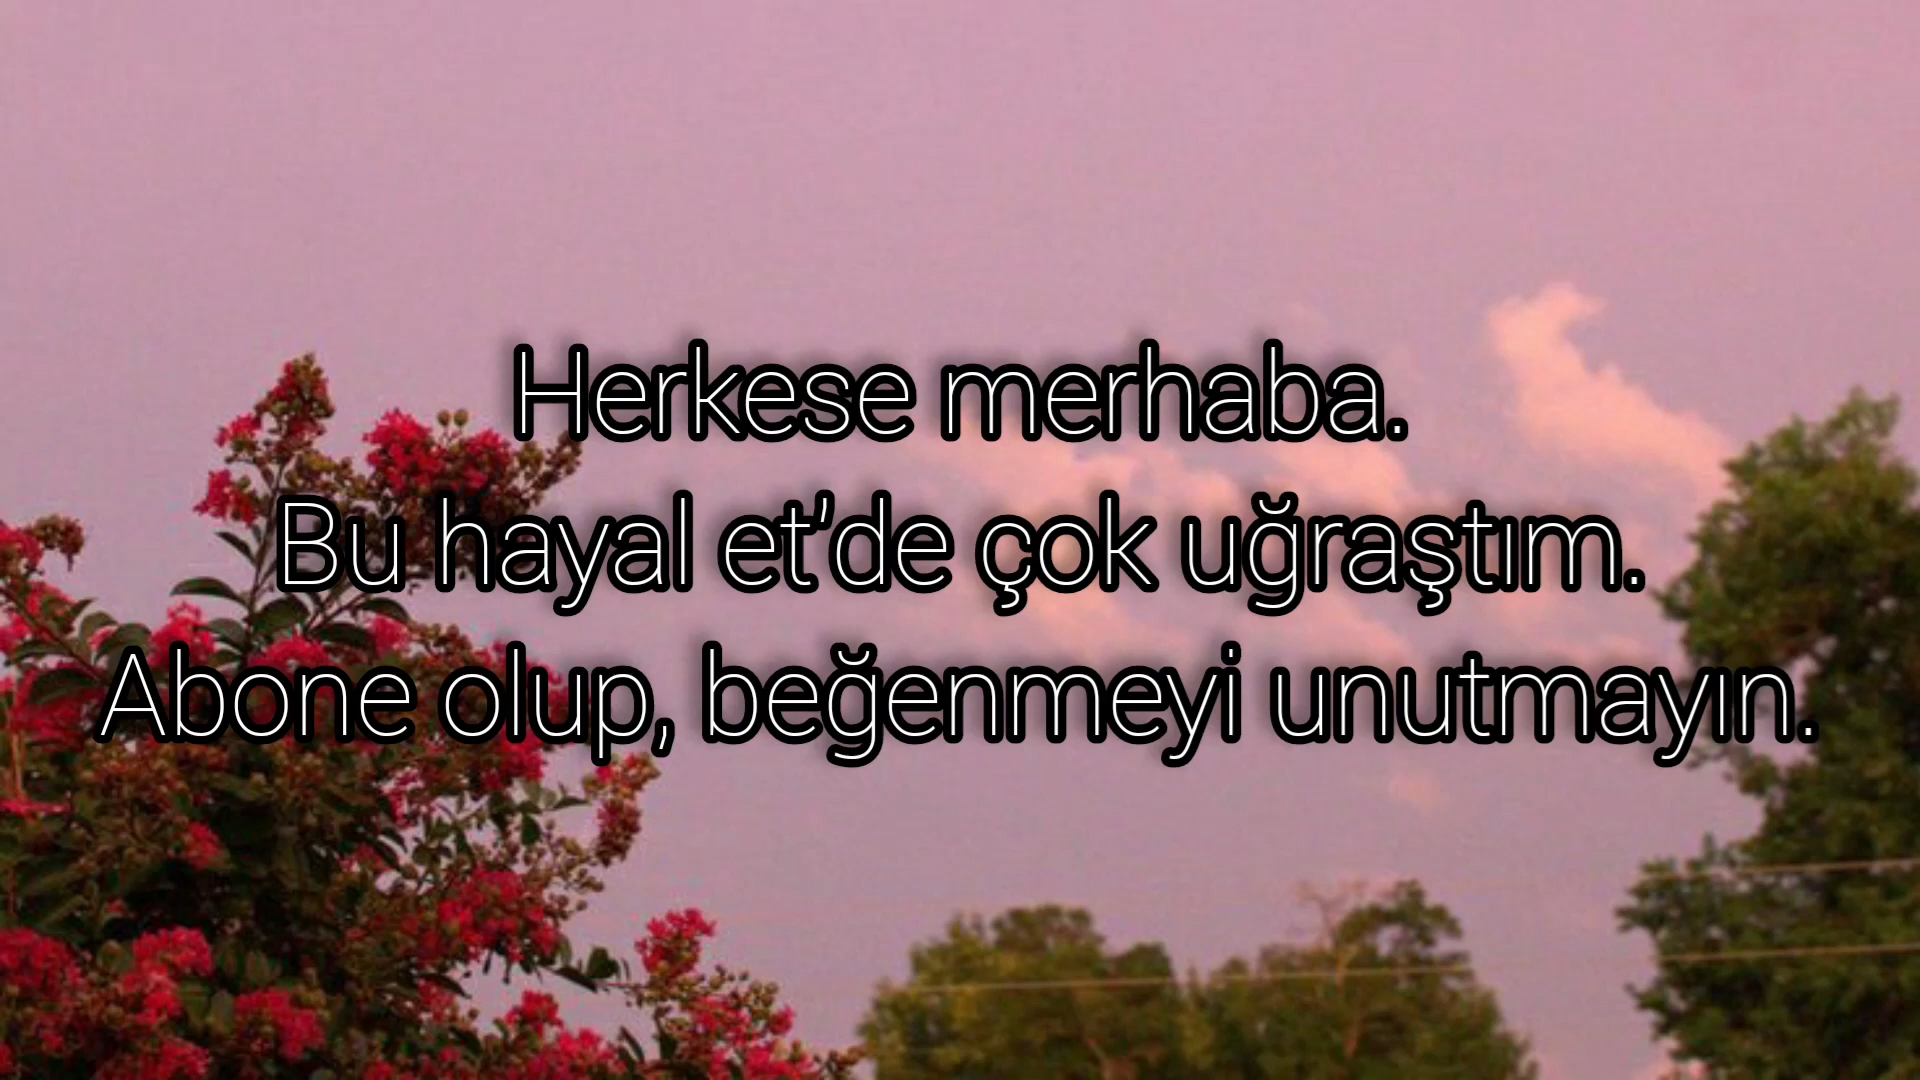 Herkese merhaba.
Bu hayal et'de çok uğraştım.
Abone olup, beğenmeyi unutmayın.